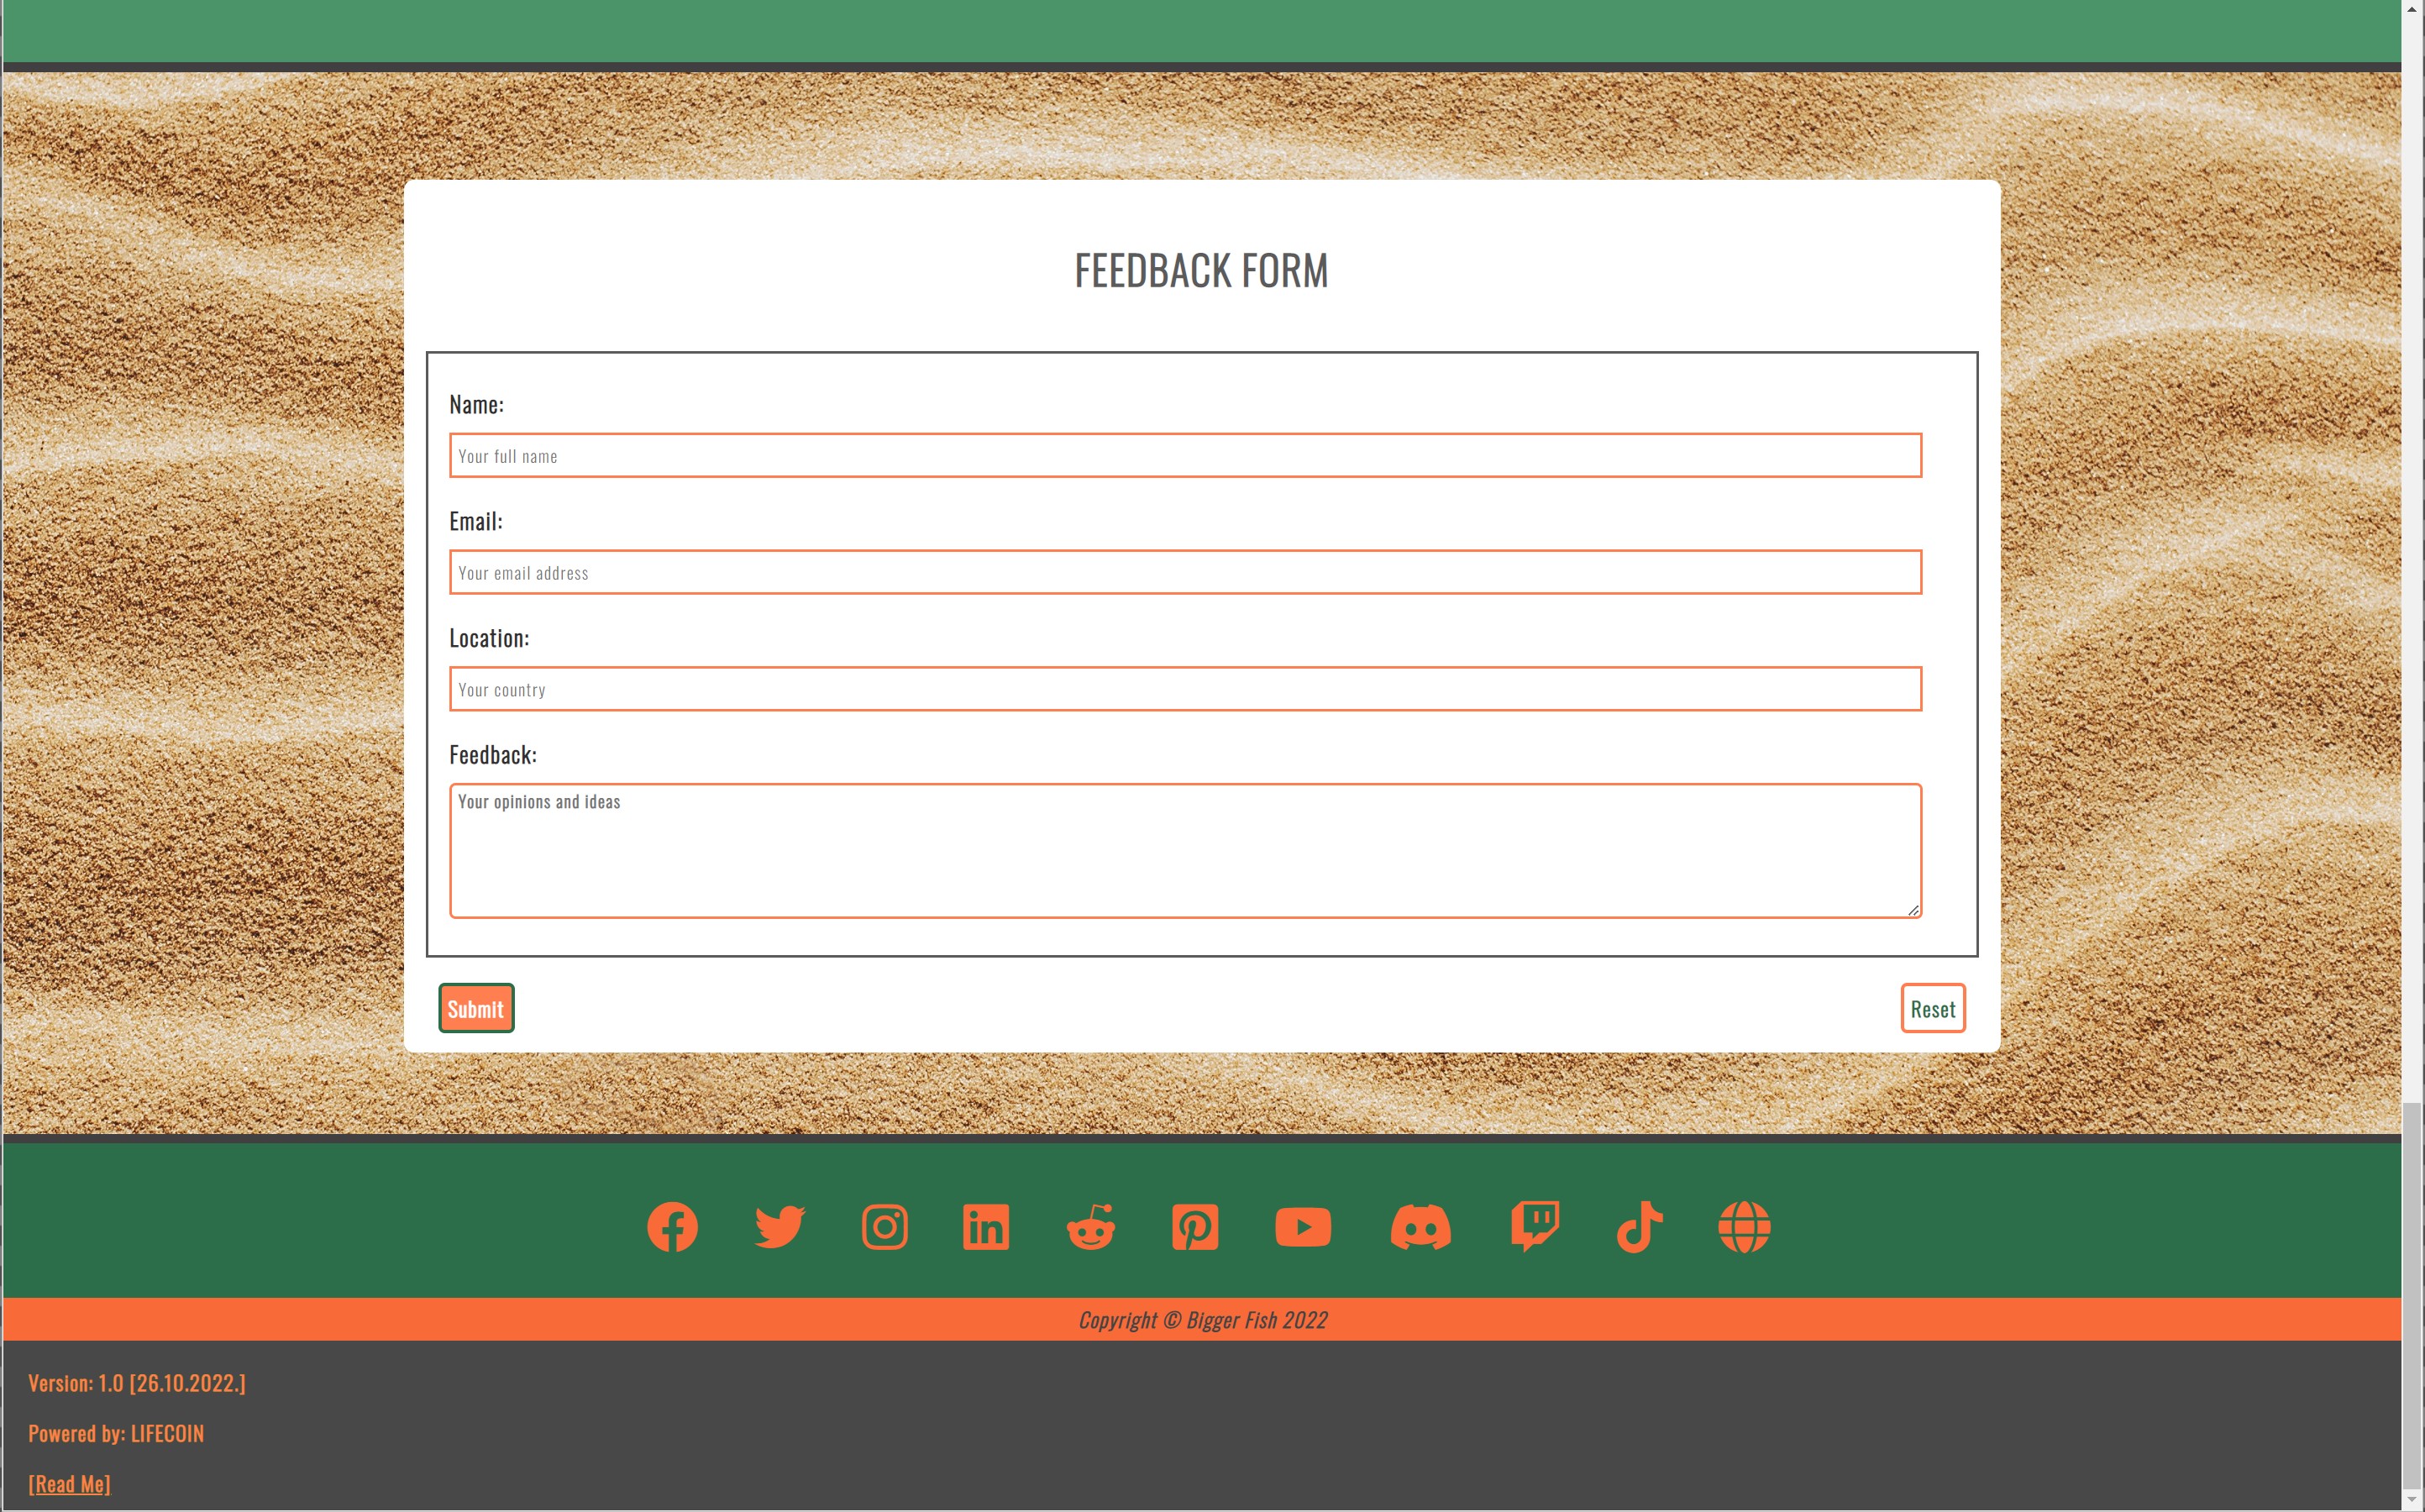 FEEDBACK FORM
Name:
Your full name
Email:
Your email address
Location:
Your country
Feedback:
Your opinions and ideas
Submit
Reset
Copyright © Bigger Fish 2022
Version: 1.0 [26.10.2022.]
Powered by: LIFECOIN
[Read Me]